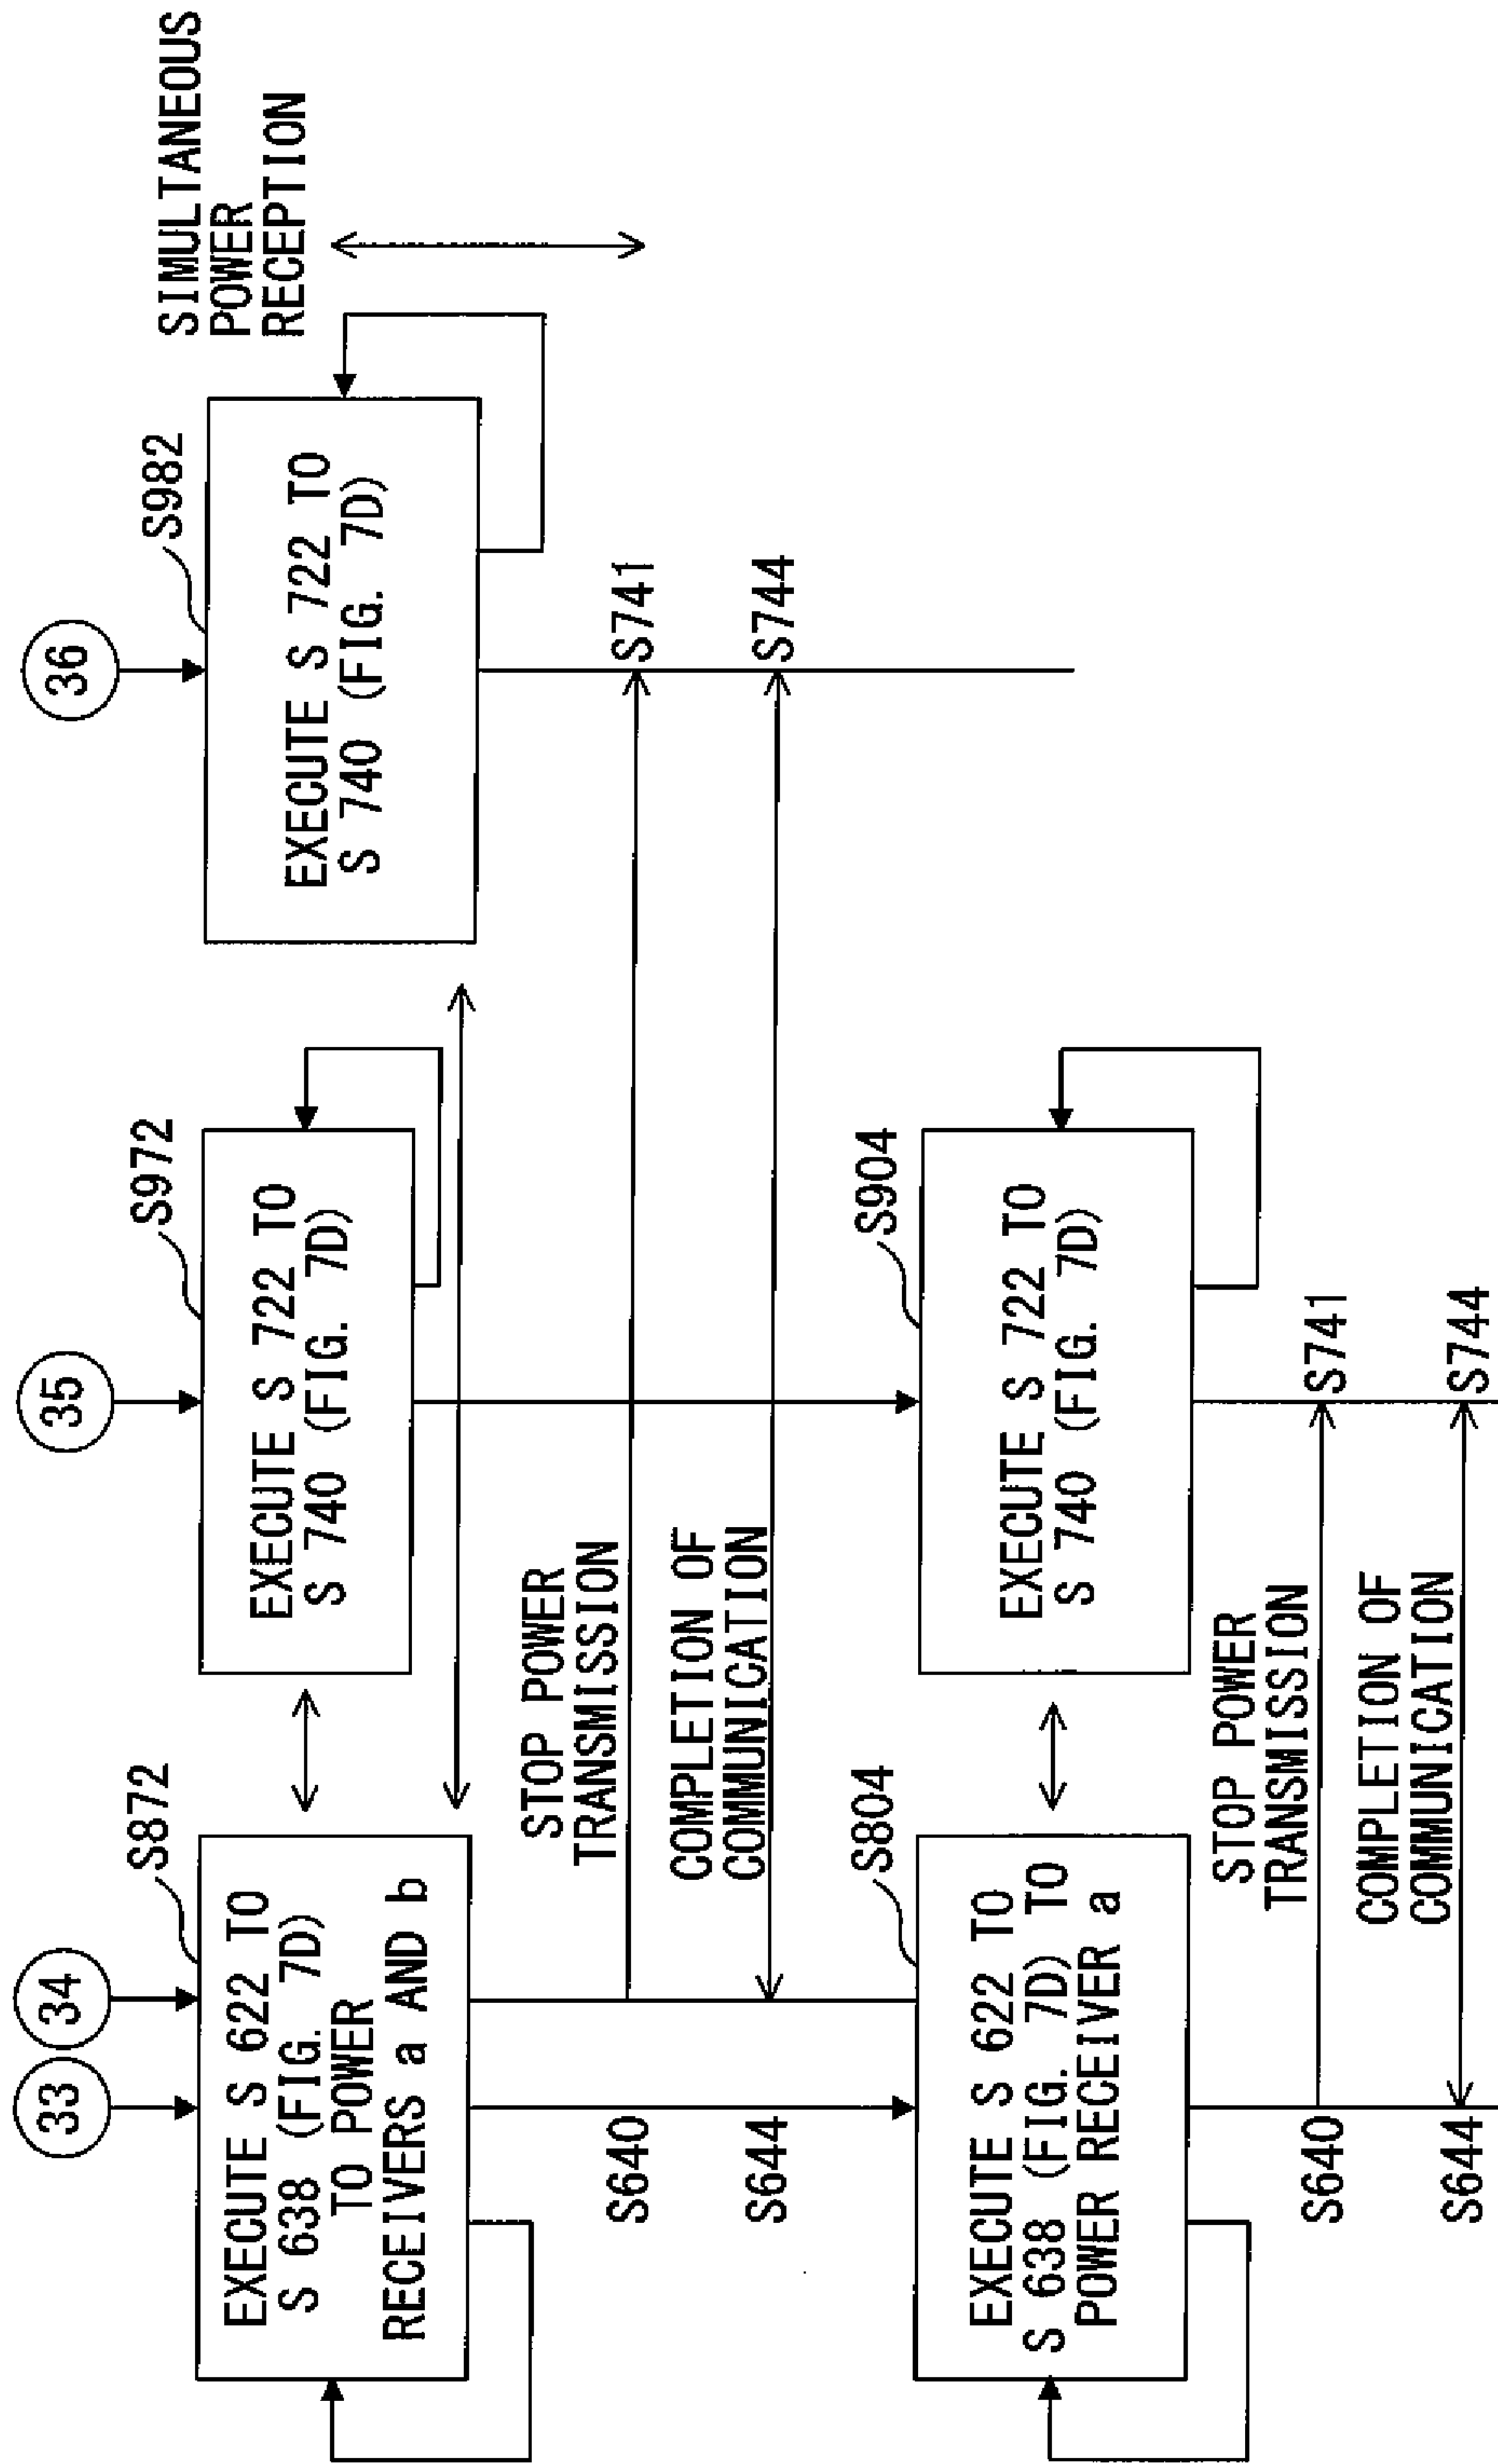 33
34
35
36
S872
EXECUTE S 622 TO
S 638 (FIG. 7D)
TO POWER
RECEIVERS a AND b
S972
EXECUTE S 722 TO
S 740 (FIG. 7D)
S982
EXECUTE S 722 TO
S 740 (FIG. 7D)
SIMULTANEOUS
POWER
RECEPTION
S640
STOP POWER
TRANSMISSION
S741
S644
COMPLETION OF
COMMUNICATION
S744
S804
EXECUTE S 622 TO
S 638 (FIG. 7D) TO
POWER RECEIVER a
S904
EXECUTE S 722 TO
S 740 (FIG. 7D)
S640
STOP POWER
TRANSMISSION
S741
S644
COMPLETION OF
COMMUNICATION
S744